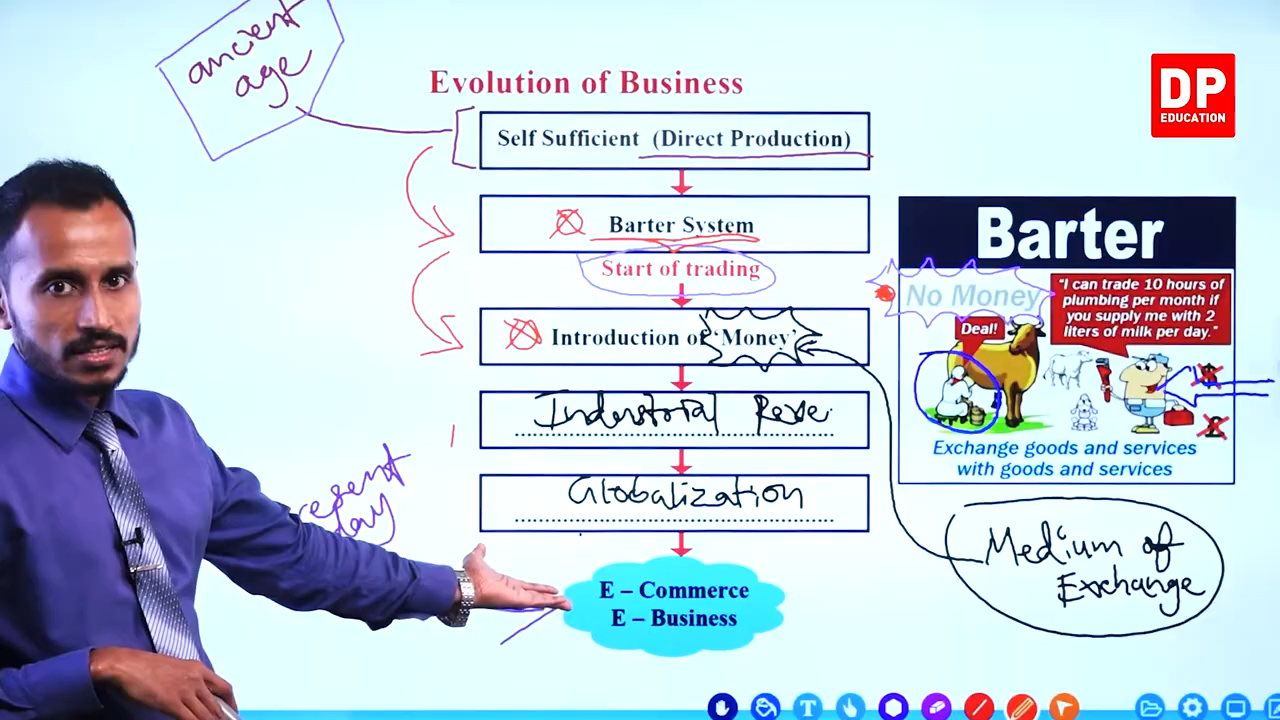 ancient
age
Evolution of Business
DP
EDUCATION
Self Sufficient (Direct Production)
Barter System
Start of trading
Introduction of 'Money'
Globalization
E – Commerce
E – Business
Barter
No Money
"I can trade 10 hours of
plumbing per month if
you supply me with 2
liters of milk per day."
Deal!
Exchange goods and services
with goods and services
Medium of
Exchange
day
T